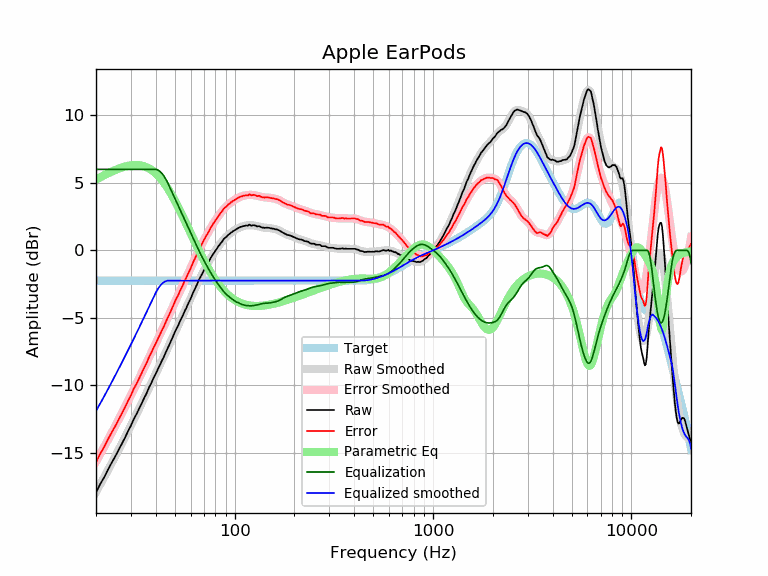 Apple EarPods
10
5
0
−5
−10
−15
Amplitude (dBr)
Target
Raw Smoothed
Error Smoothed
Raw
Error
Parametric Eq
Equalization
Equalized smoothed
100 1000 10000
Frequency (Hz)